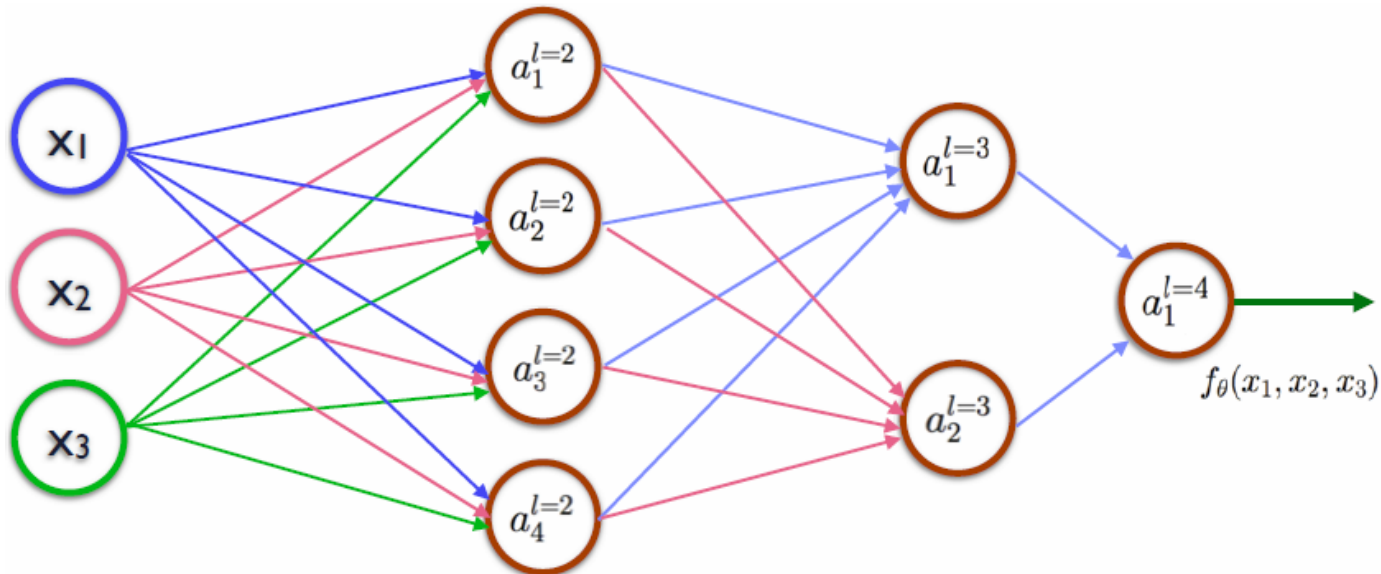 x₁
x₂
x₃
a₁^{l=2}
a₂^{l=2}
a₃^{l=2}
a₄^{l=2}
a₁^{l=3}
a₂^{l=3}
a₁^{l=4}
f_θ(x₁, x₂, x₃)